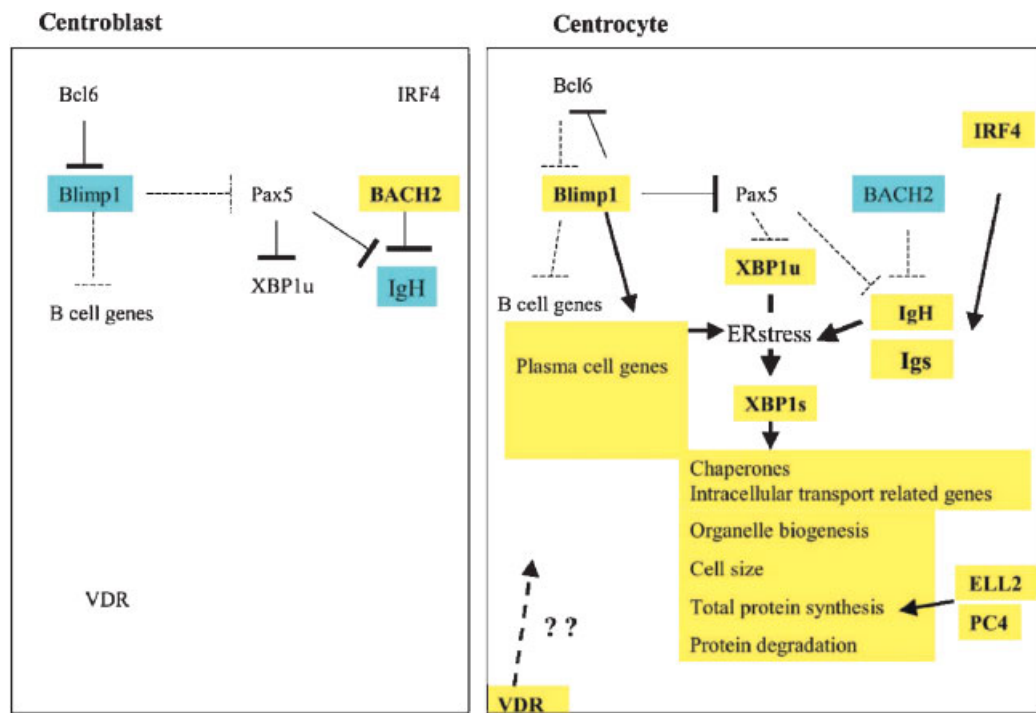 Centroblast
Bcl6
IRF4
Blimp1
Pax5
BACH2
XBP1u
IgH
B cell genes
VDR
Centrocyte
Bcl6
IRF4
Blimp1
Pax5
BACH2
XBP1u
B cell genes
IgH
ERstress
Igs
Plasma cell genes
XBP1s
Chaperones
Intracellular transport related genes
Organelle biogenesis
Cell size
ELL2
Total protein synthesis
PC4
? ?
Protein degradation
VDR